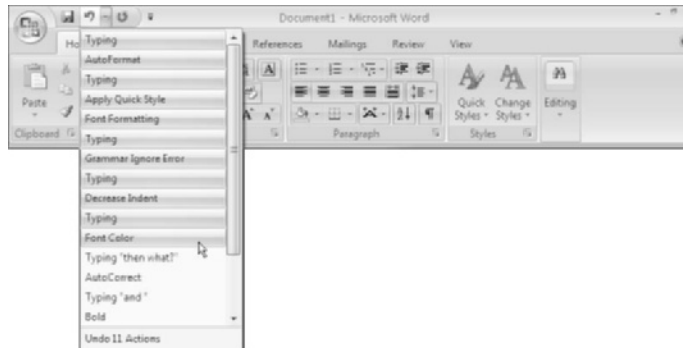 Document1 - Microsoft Word
References Mailings Review View
Paste
Clipboard
Paragraph
Quick Styles
Change Styles
Styles
Editing
Typing
AutoFormat
Typing
Apply Quick Style
Font Formatting
Typing
Grammar Ignore Error
Typing
Decrease Indent
Typing
Font Color
Typing "then what?"
AutoCorrect
Typing "and "
Bold
Undo 11 Actions